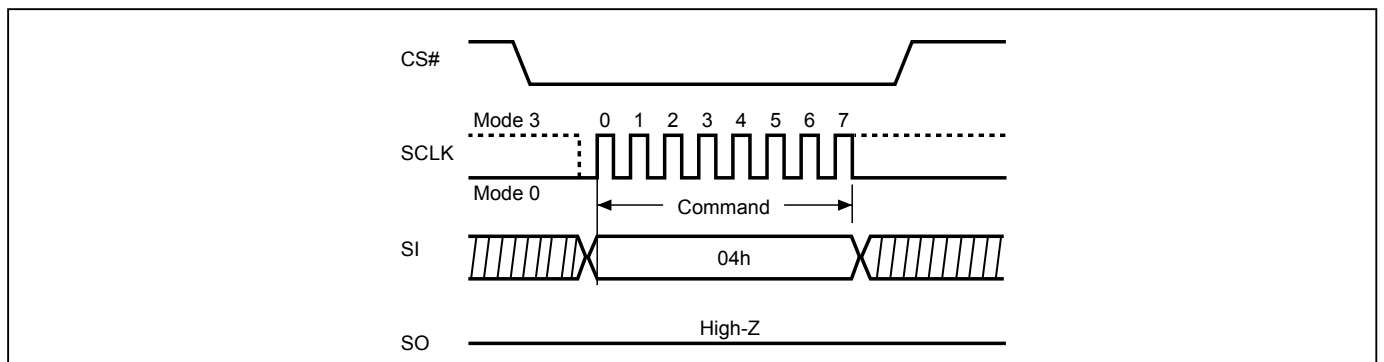 CS#
Mode 3 0 1 2 3 4 5 6 7
SCLK
Mode 0
Command
SI
04h
High-Z
SO